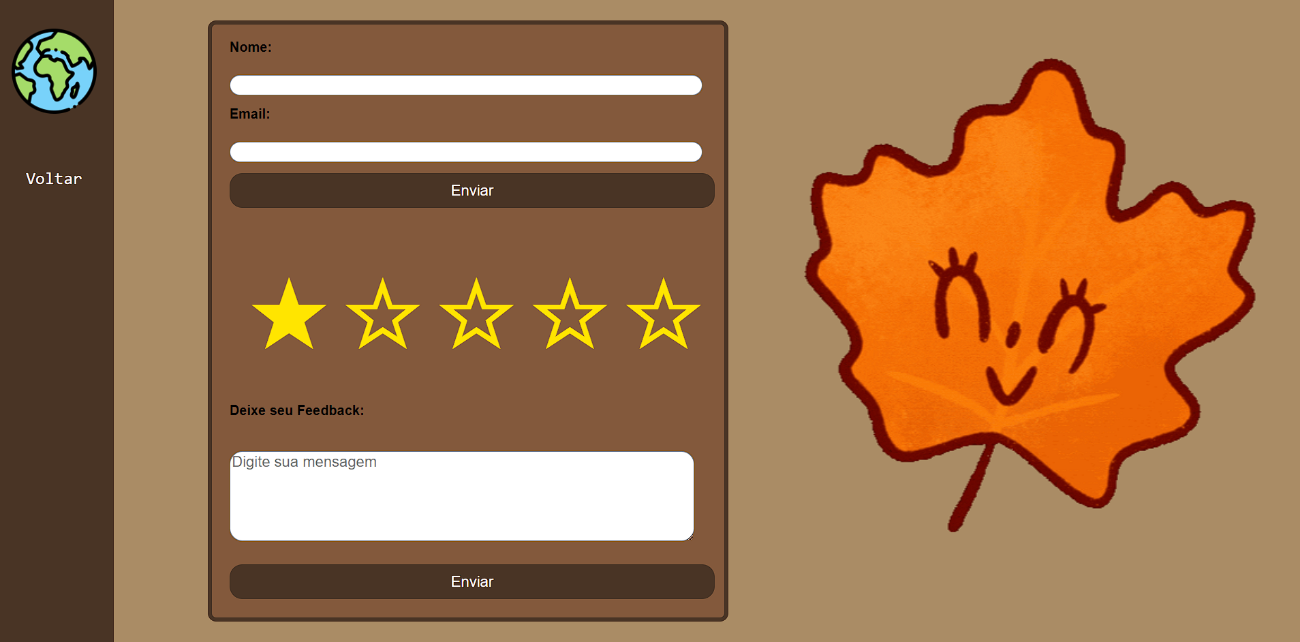 Voltar
Nome:
Email:
Enviar
Deixe seu Feedback:
Digite sua mensagem
Enviar